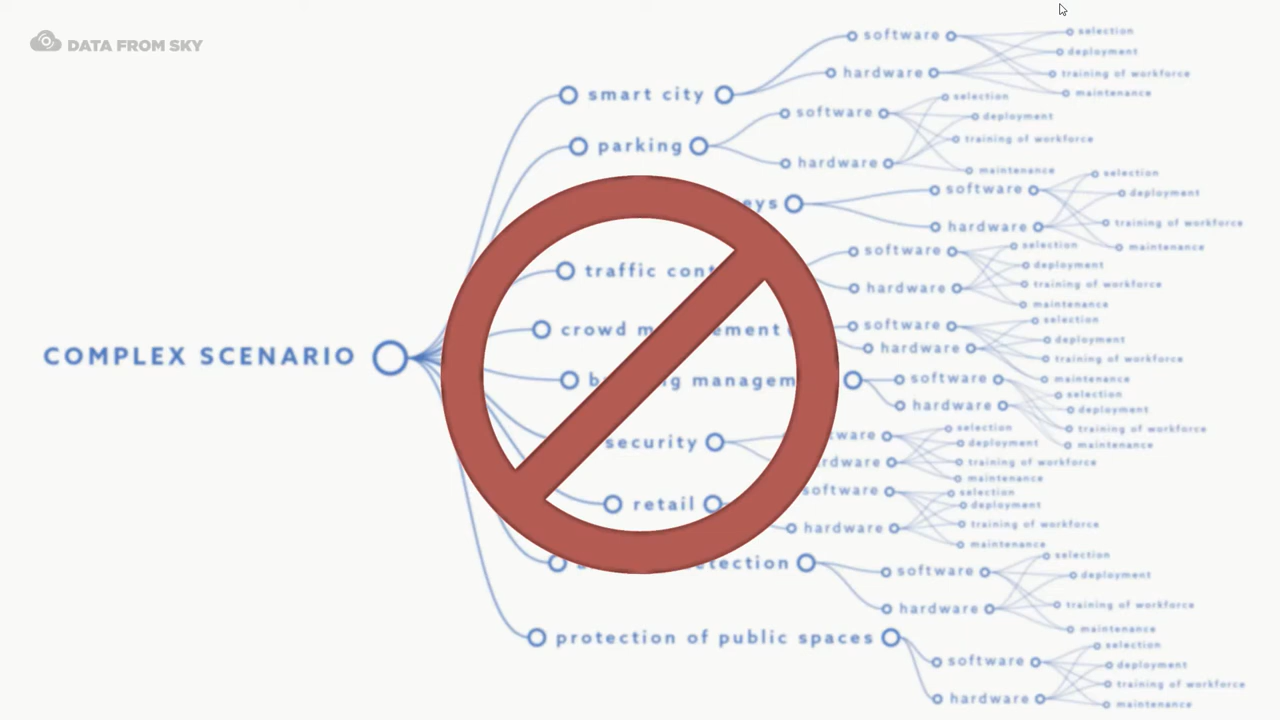 DATA FROM SKY
COMPLEX SCENARIO
smart city
software
hardware
selection
deployment
training of workforce
maintenance
parking
software
hardware
selection
deployment
training of workforce
maintenance
software
hardware
selection
deployment
training of workforce
maintenance
traffic
software
hardware
selection
deployment
training of workforce
maintenance
crowd
software
hardware
selection
deployment
training of workforce
maintenance
software
hardware
selection
deployment
training of workforce
maintenance
security
selection
deployment
training of workforce
maintenance
retail
software
hardware
selection
deployment
training of workforce
maintenance
software
hardware
selection
deployment
training of workforce
maintenance
protection of public spaces
software
hardware
selection
deployment
training of workforce
maintenance